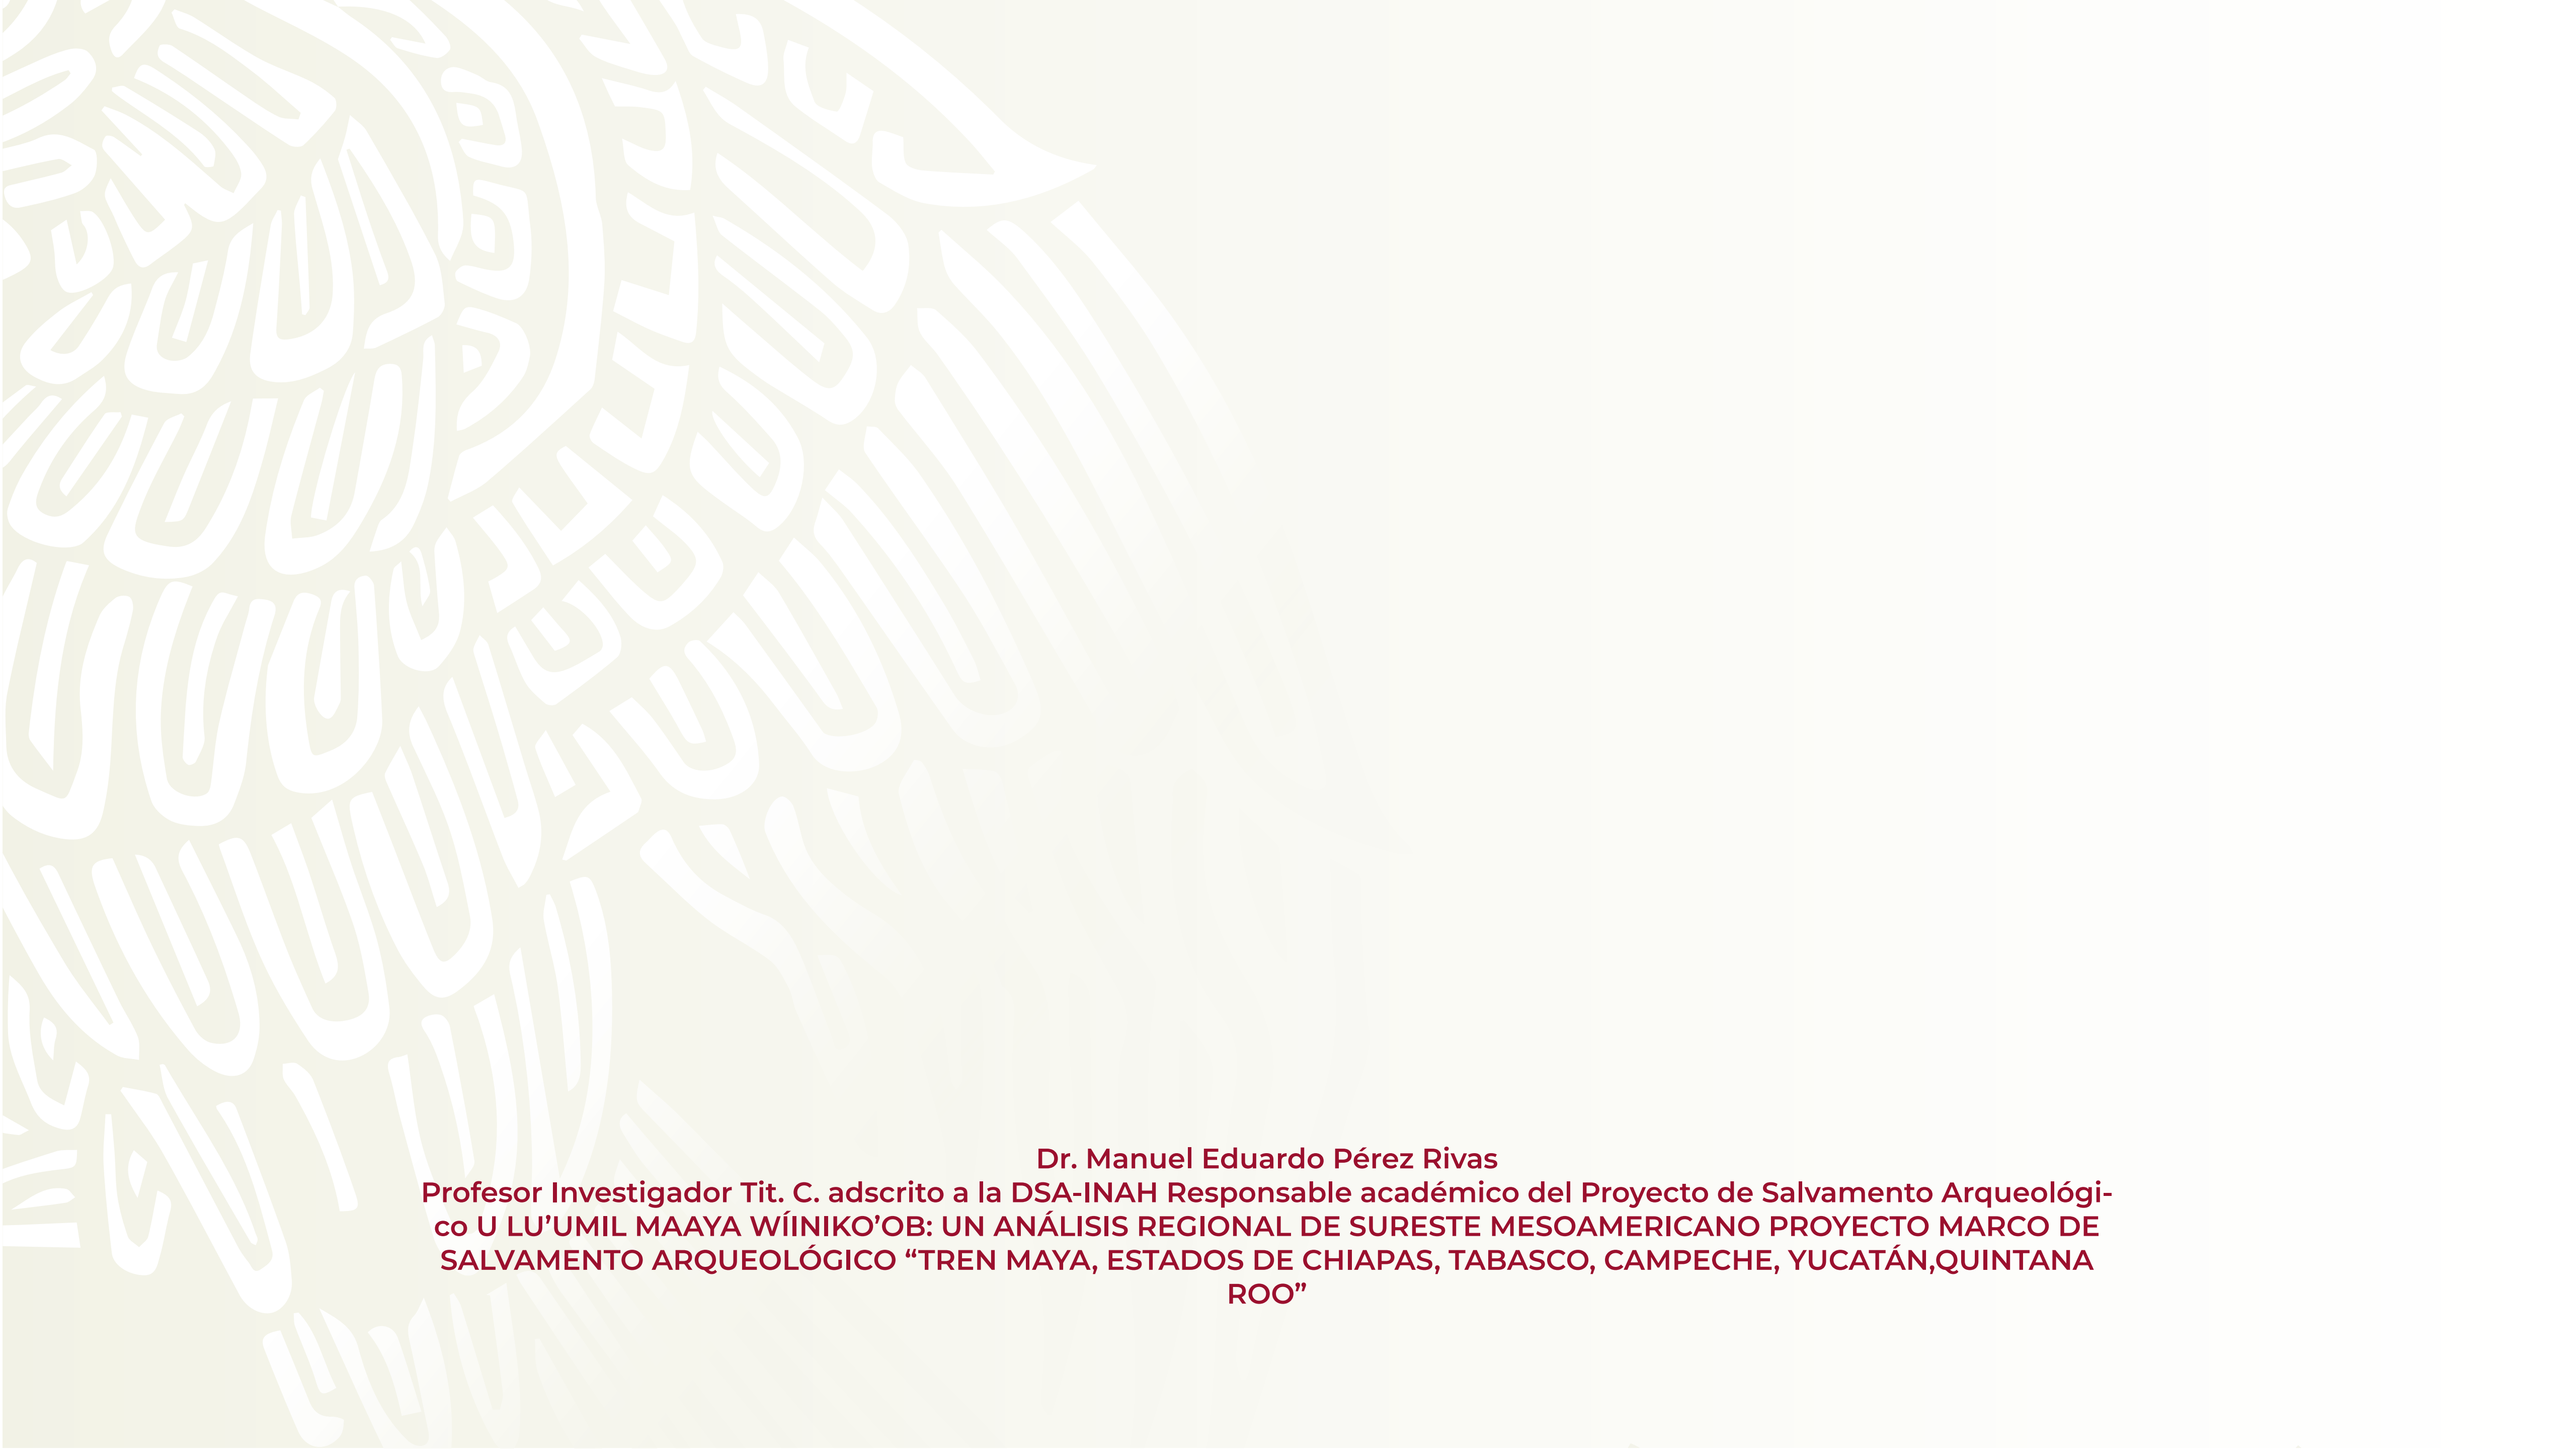 Dr. Manuel Eduardo Pérez Rivas
Profesor Investigador Tit. C. adscrito a la DSA-INAH Responsable académico del Proyecto de Salvamento Arqueológi-
co U LU’UMIL MAAYA WÍINIKO’OB: UN ANÁLISIS REGIONAL DE SURESTE MESOAMERICANO PROYECTO MARCO DE
SALVAMENTO ARQUEOLÓGICO “TREN MAYA, ESTADOS DE CHIAPAS, TABASCO, CAMPECHE, YUCATÁN,QUINTANA
ROO”